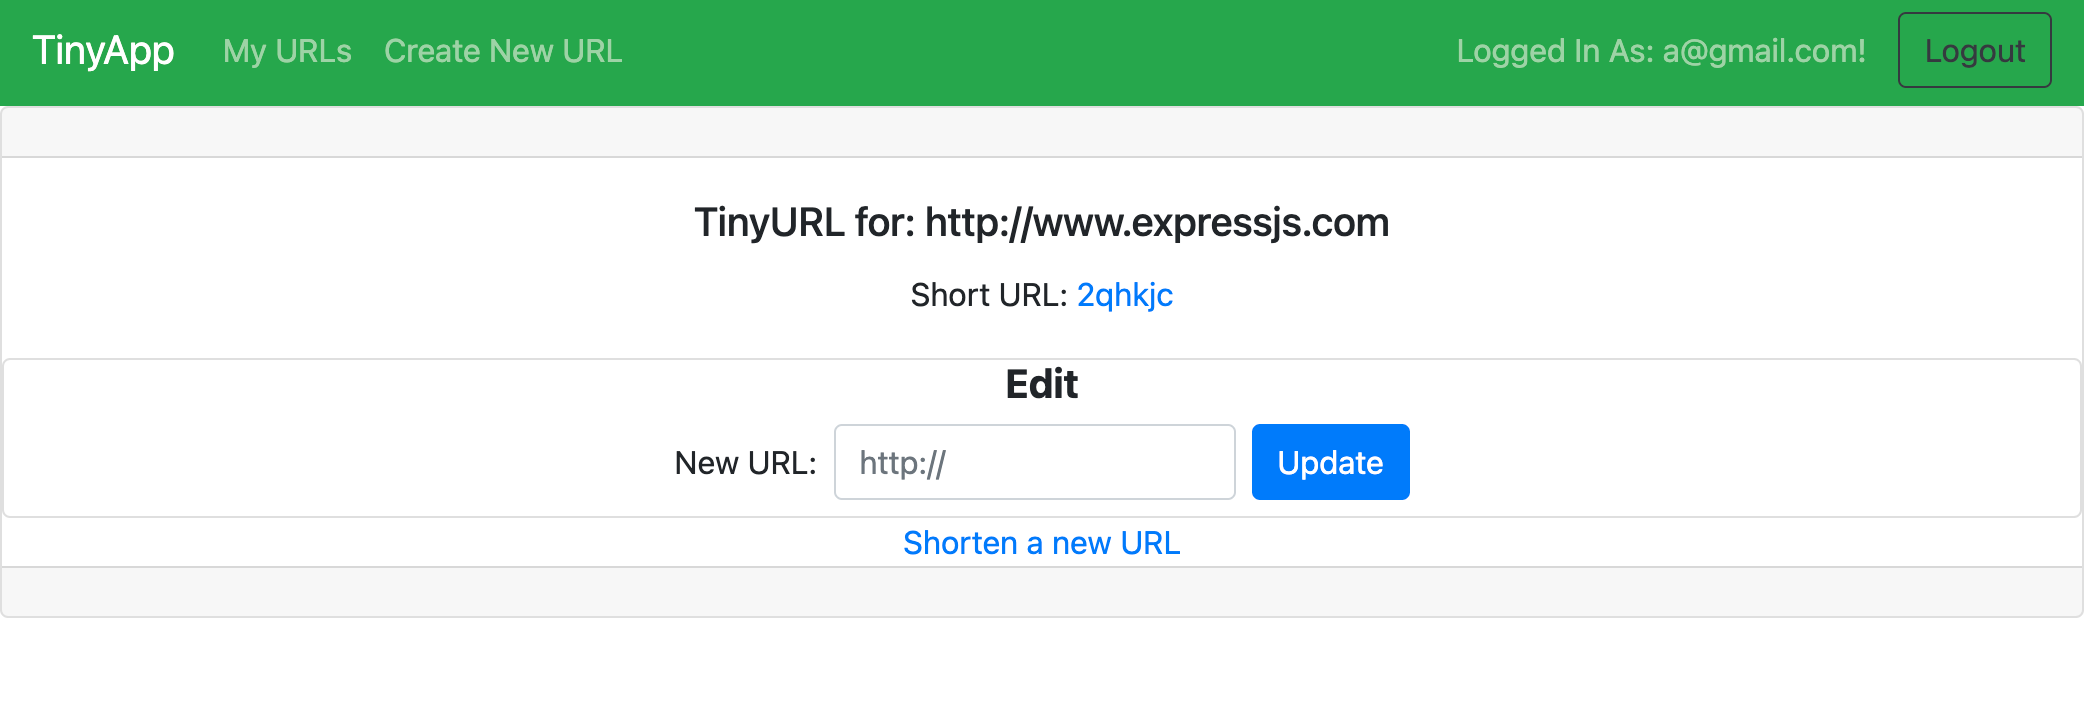 TinyApp My URLs Create New URL Logged In As: a@gmail.com! Logout
TinyURL for: http://www.expressjs.com
Short URL: 2qhkjc
Edit
New URL: http:// Update
Shorten a new URL